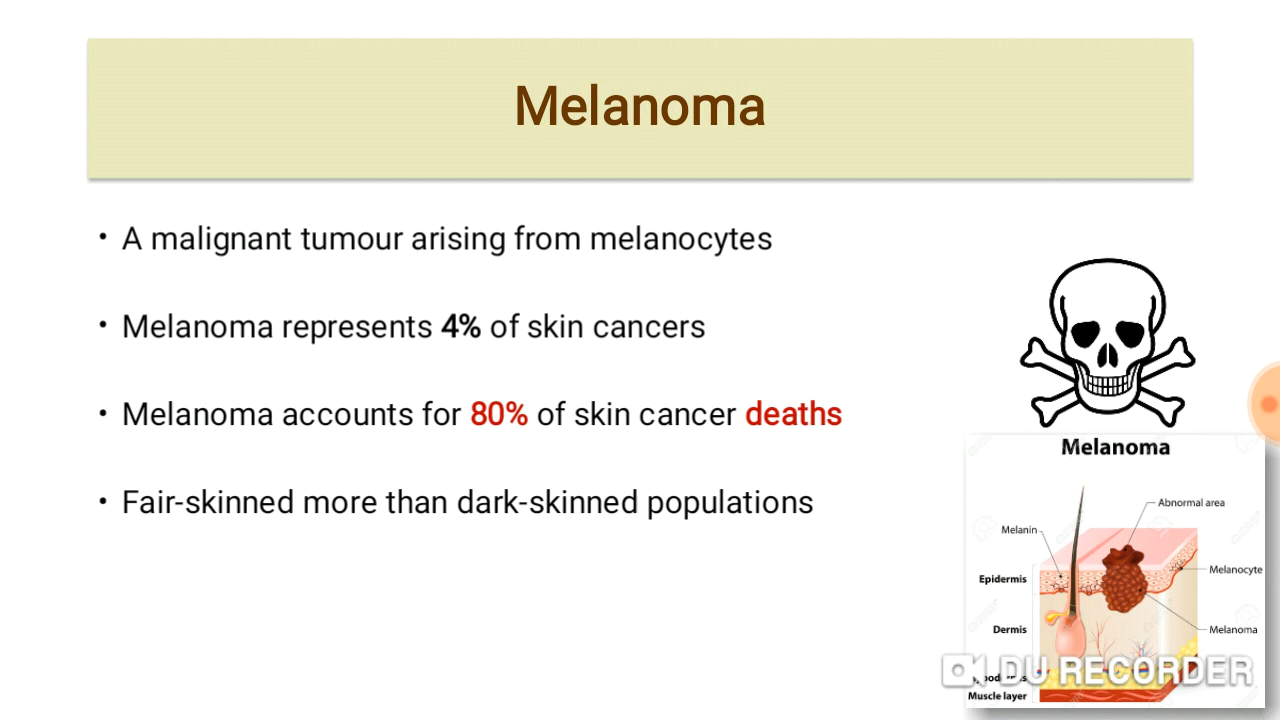 Melanoma
• A malignant tumour arising from melanocytes
• Melanoma represents 4% of skin cancers
• Melanoma accounts for 80% of skin cancer deaths
• Fair-skinned more than dark-skinned populations
Melanoma
Abnormal area
Melanin
Melanocyte
Epidermis
Dermis
Melanoma
DU RECORDER
Muscle layer